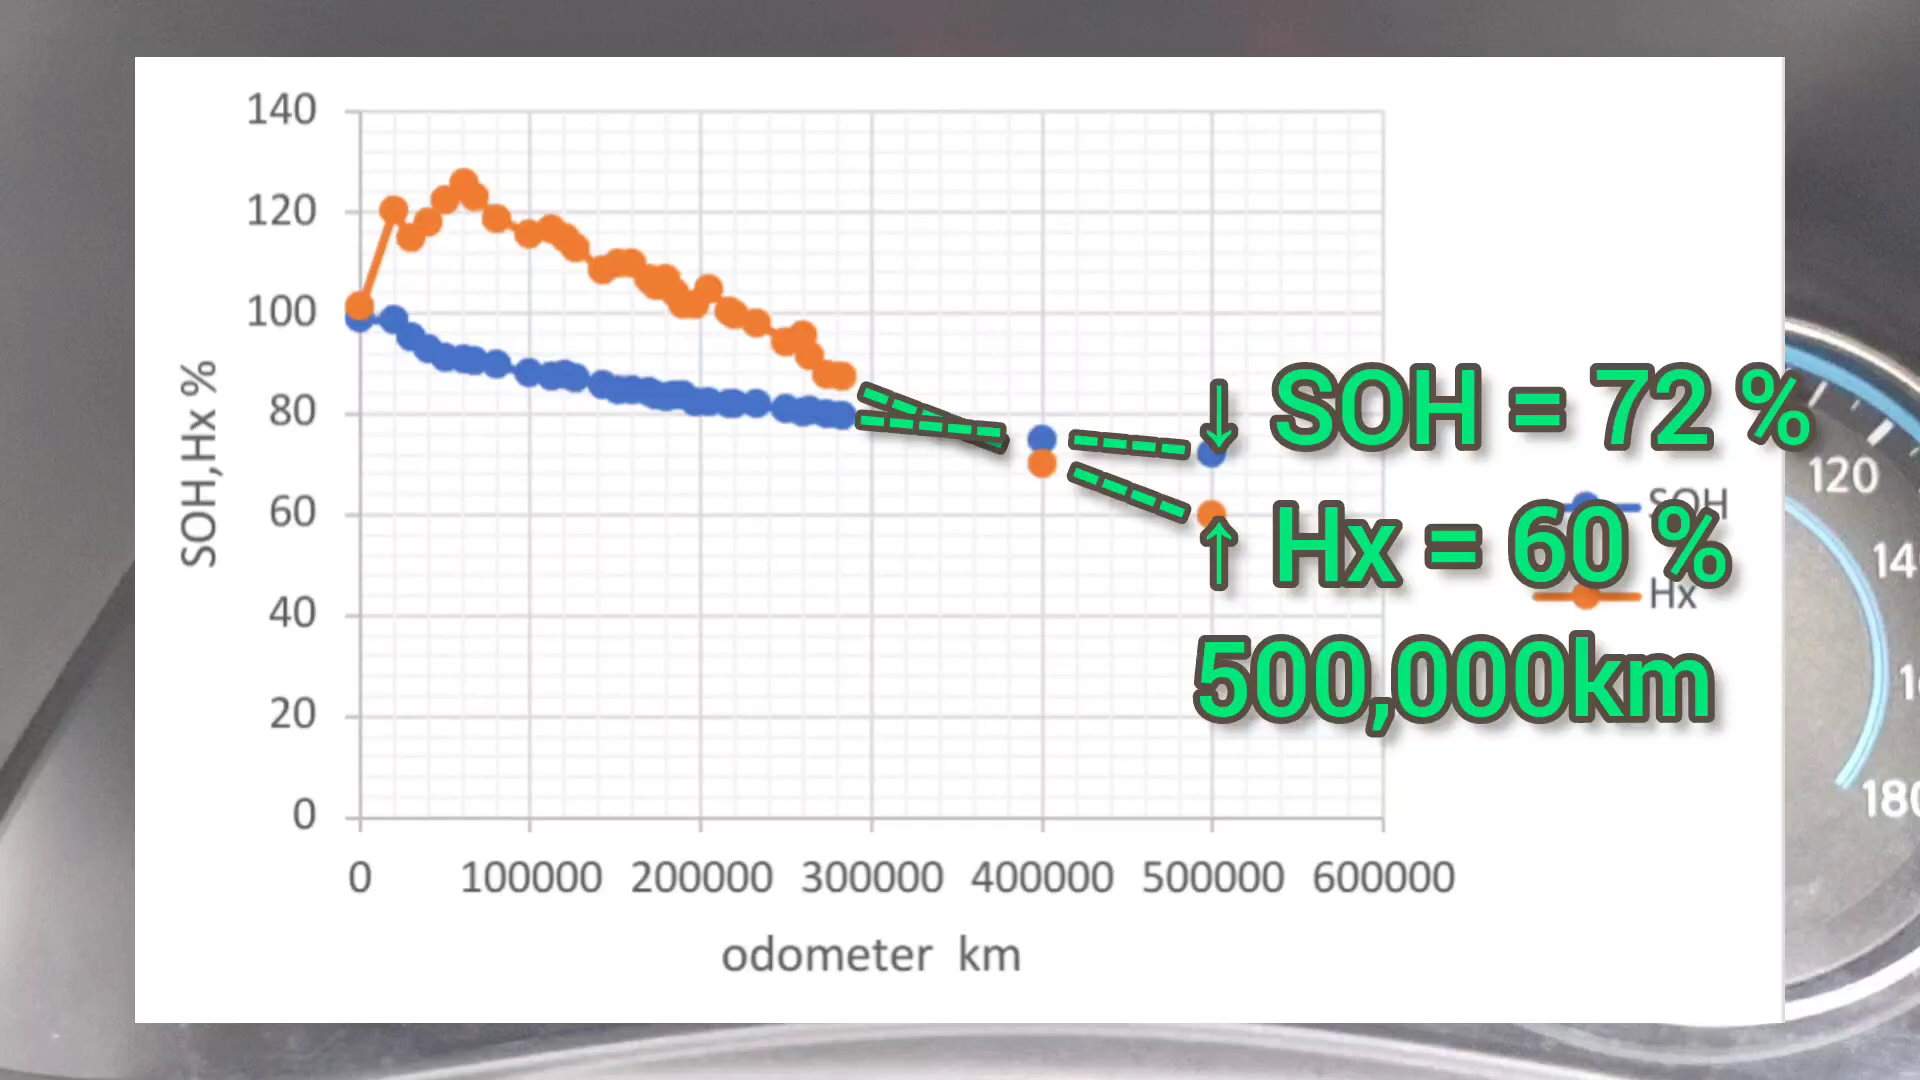 140
120
100
80
60
40
20
0
SOH,Hx %
0 100000 200000 300000 400000 500000 600000
odometer km
↓ SOH = 72 %
SOH
↑ Hx = 60 %
Hx
500,000km
120
180